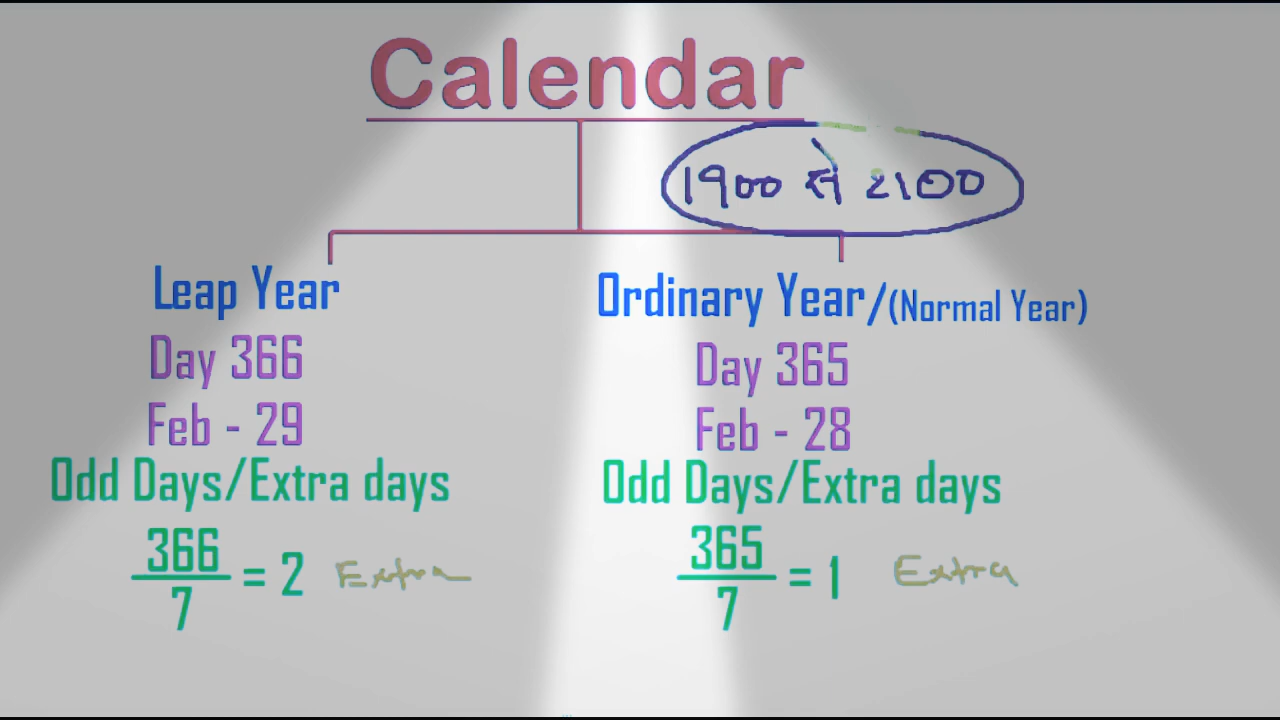 Calendar
1900 से 2100
Leap Year
Day 366
Feb - 29
Odd Days/Extra days
366
7
= 2 Extra
Ordinary Year/(Normal Year)
Day 365
Feb - 28
Odd Days/Extra days
365
7
= 1 Extra